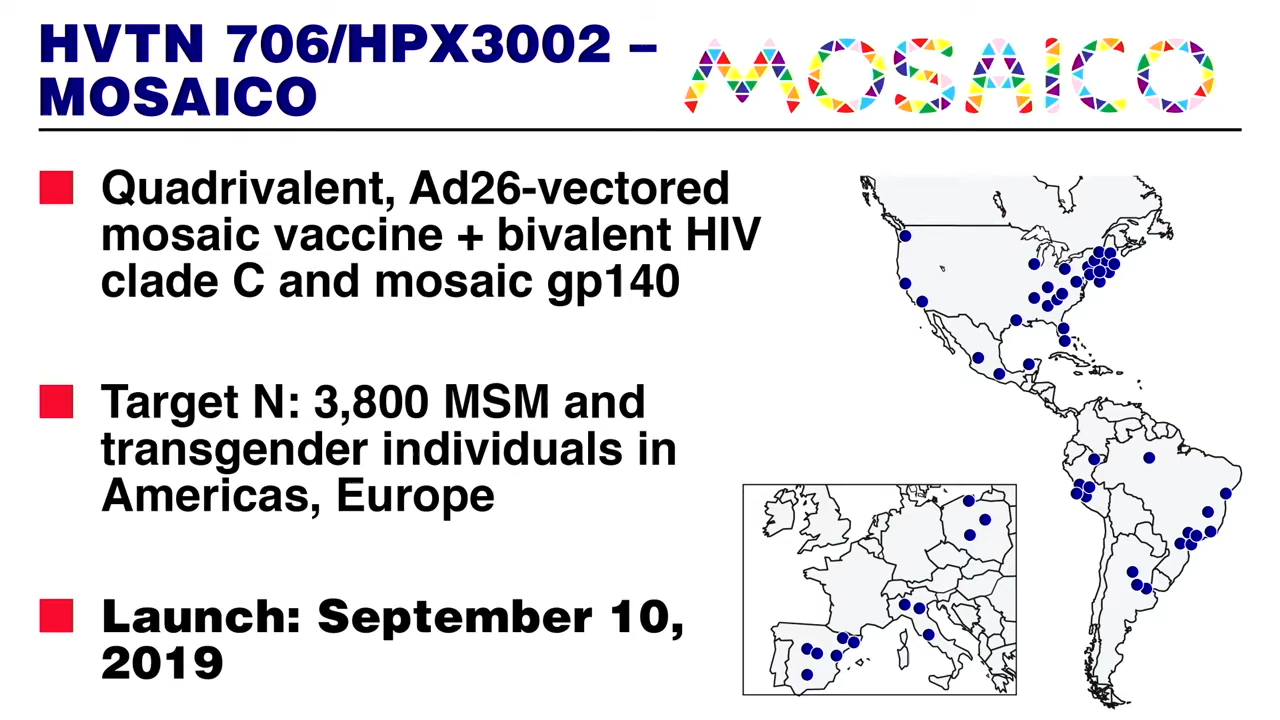 HVTN 706/HPX3002 –
MOSAICO
MOSAICO
Quadrivalent, Ad26-vectored
mosaic vaccine + bivalent HIV
clade C and mosaic gp140
Target N: 3,800 MSM and
transgender individuals in
Americas, Europe
Launch: September 10,
2019